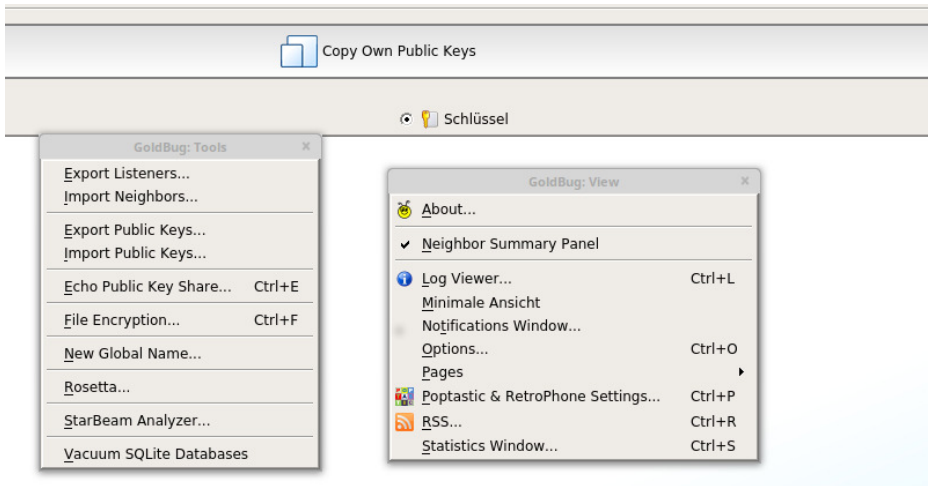 Copy Own Public Keys
Schlüssel
GoldBug: Tools
Export Listeners...
Import Neighbors...
Export Public Keys...
Import Public Keys...
Echo Public Key Share... Ctrl+E
File Encryption... Ctrl+F
New Global Name...
Rosetta...
StarBeam Analyzer...
Vacuum SQLite Databases
GoldBug: View
About...
Neighbor Summary Panel
Log Viewer... Ctrl+L
Minimale Ansicht
Notifications Window...
Options... Ctrl+O
Pages
Poptastic & RetroPhone Settings... Ctrl+P
RSS... Ctrl+R
Statistics Window... Ctrl+S